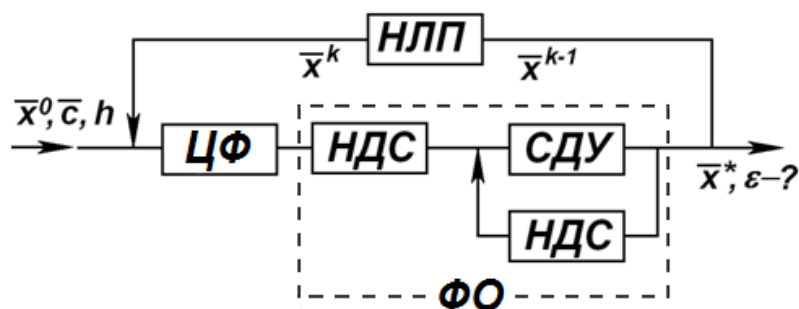 НЛП
x̅ᵏ
x̅ᵏ⁻¹
x̅⁰, c̅, h
ЦФ
НДС
СДУ
x̅*, ε–?
НДС
ФО